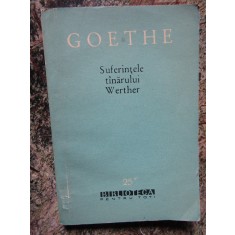 GOETHE
Suferințele
tînărului
Werther
BIBLIOTECA
PENTRU TOȚI